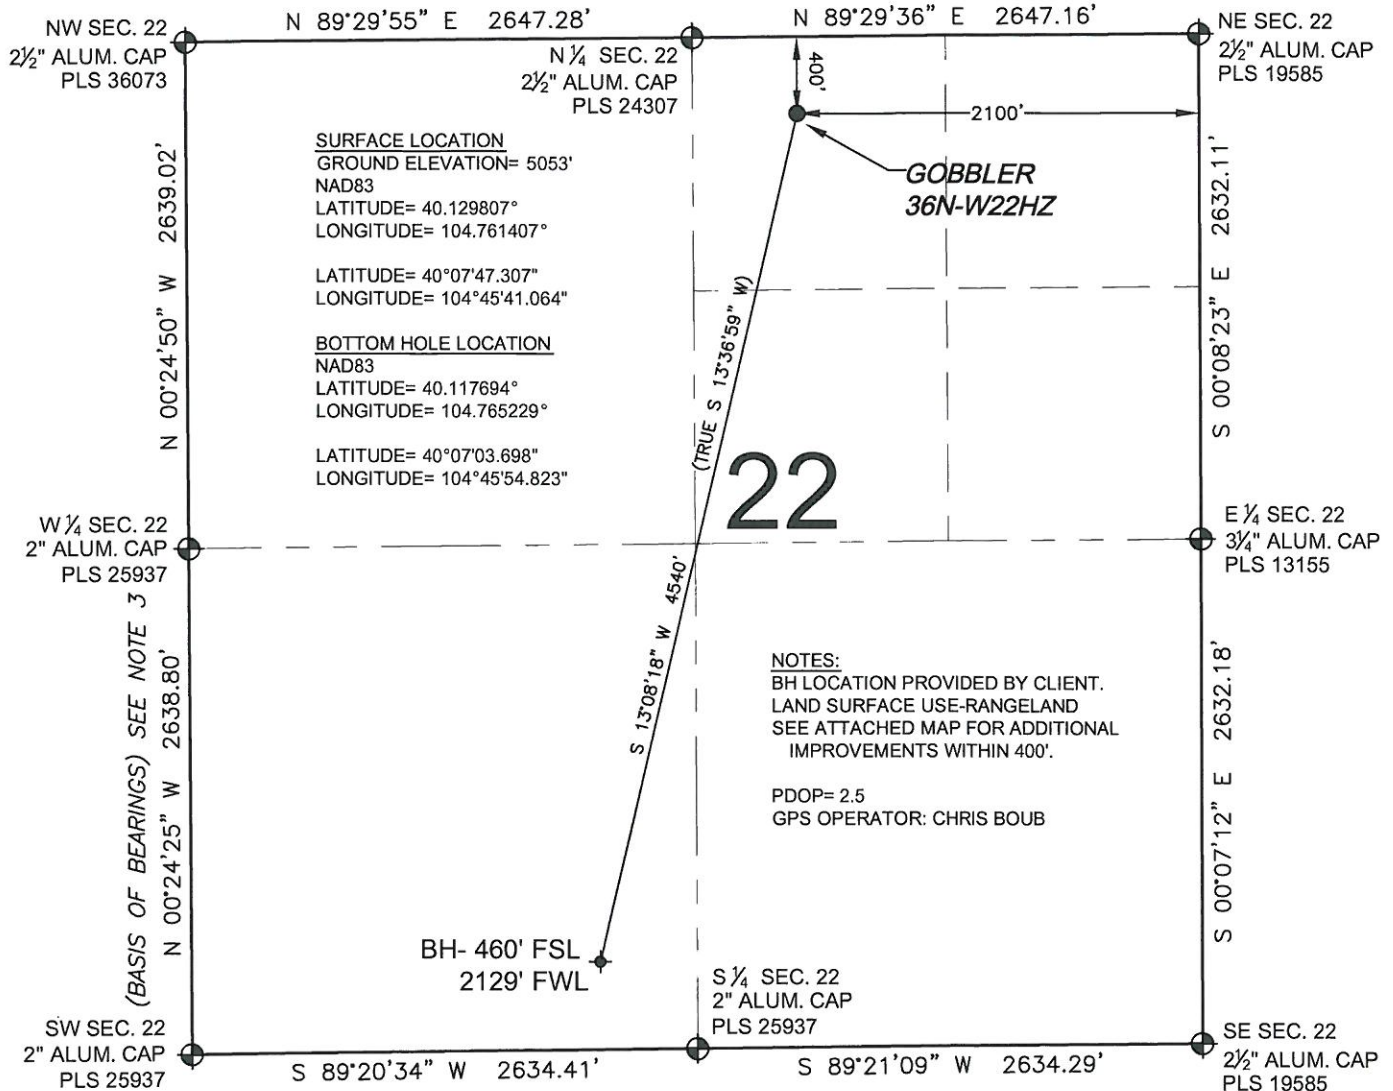 N 89°29'55" E 2647.28'
N 89°29'36" E 2647.16'
NW SEC. 22
2½" ALUM. CAP
PLS 36073
N ¼ SEC. 22
2½" ALUM. CAP
PLS 24307
NE SEC. 22
2½" ALUM. CAP
PLS 19585
400'
2100'
GOBBLER
36N-W22HZ
SURFACE LOCATION
GROUND ELEVATION= 5053'
NAD83
LATITUDE= 40.129807°
LONGITUDE= 104.761407°
LATITUDE= 40°07'47.307"
LONGITUDE= 104°45'41.064"
BOTTOM HOLE LOCATION
NAD83
LATITUDE= 40.117694°
LONGITUDE= 104.765229°
LATITUDE= 40°07'03.698"
LONGITUDE= 104°45'54.823"
N 00°24'50" W 2639.02'
S 00°08'23" E 2632.11'
(TRUE S 13°36'59" W)
22
W ¼ SEC. 22
2" ALUM. CAP
PLS 25937
E ¼ SEC. 22
3¼" ALUM. CAP
PLS 13155
S 13°08'18" W 4540'
(BASIS OF BEARINGS) SEE NOTE 3
N 00°24'25" W 2638.80'
NOTES:
BH LOCATION PROVIDED BY CLIENT.
LAND SURFACE USE-RANGELAND
SEE ATTACHED MAP FOR ADDITIONAL
IMPROVEMENTS WITHIN 400'.
PDOP= 2.5
GPS OPERATOR: CHRIS BOUB
S 00°07'12" E 2632.18'
BH- 460' FSL
2129' FWL
S ¼ SEC. 22
2" ALUM. CAP
PLS 25937
SW SEC. 22
2" ALUM. CAP
PLS 25937
SE SEC. 22
2½" ALUM. CAP
PLS 19585
S 89°20'34" W 2634.41'
S 89°21'09" W 2634.29'